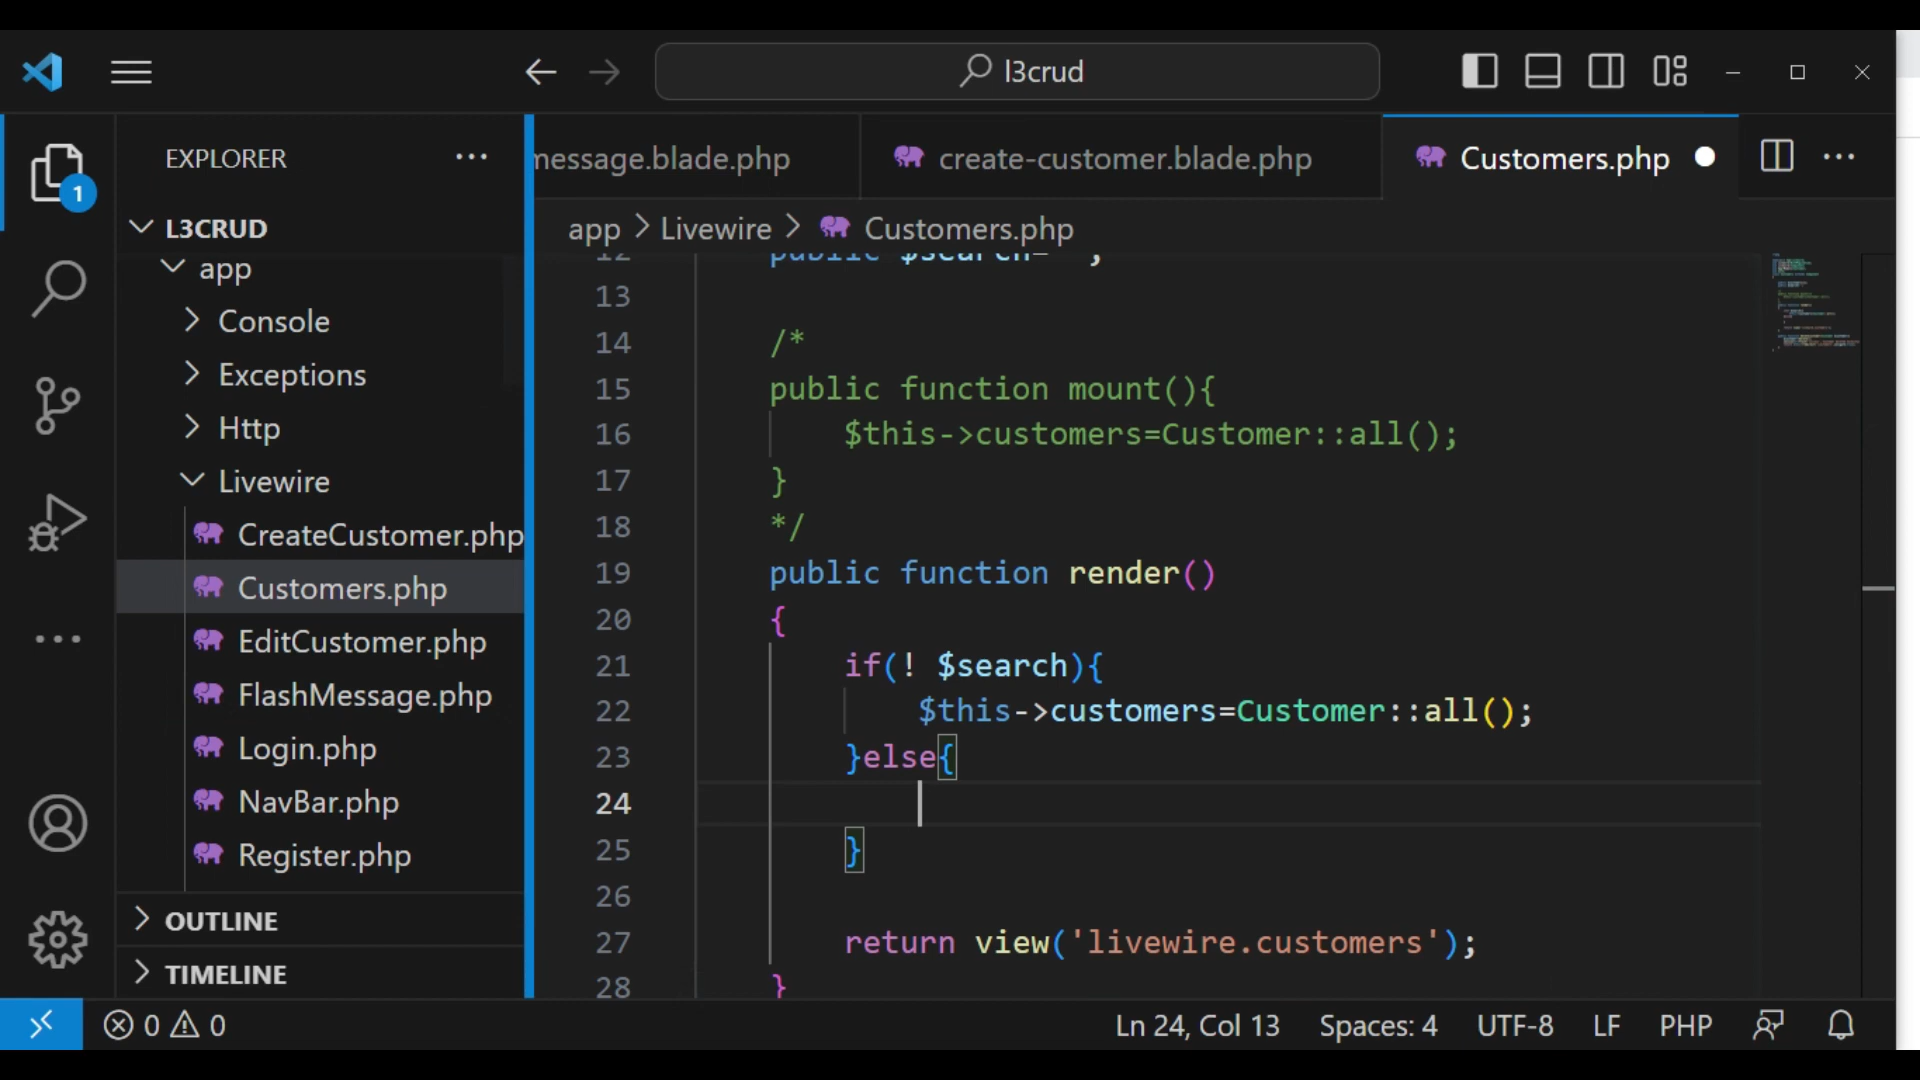 l3crud
EXPLORER
message.blade.php
create-customer.blade.php
Customers.php
L3CRUD
app
Console
Exceptions
Http
Livewire
CreateCustomer.php
Customers.php
EditCustomer.php
FlashMessage.php
Login.php
NavBar.php
Register.php
OUTLINE
TIMELINE
app > Livewire > Customers.php
12 public $search='';
13
14 /*
15 public function mount(){
16 $this->customers=Customer::all();
17 }
18 */
19 public function render()
20 {
21 if(! $search){
22 $this->customers=Customer::all();
23 }else{
24
25 }
26
27 return view('livewire.customers');
28 }
1
0 0
Ln 24, Col 13
Spaces: 4
UTF-8
LF
PHP